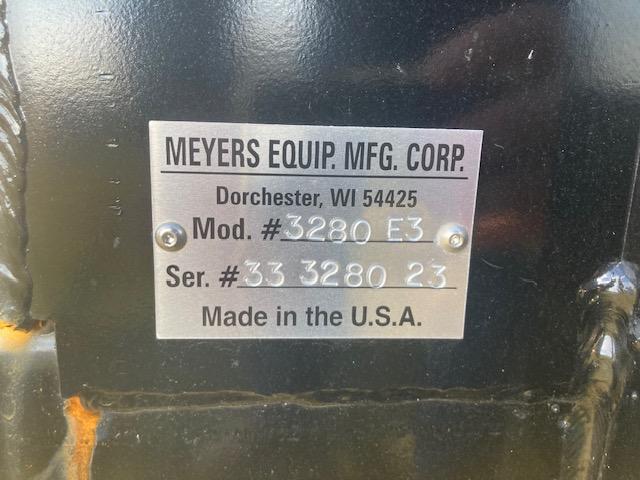 MEYERS EQUIP. MFG. CORP.
Dorchester, WI 54425
Mod. # 3280 E3
Ser. # 33 3280 23
Made in the U.S.A.